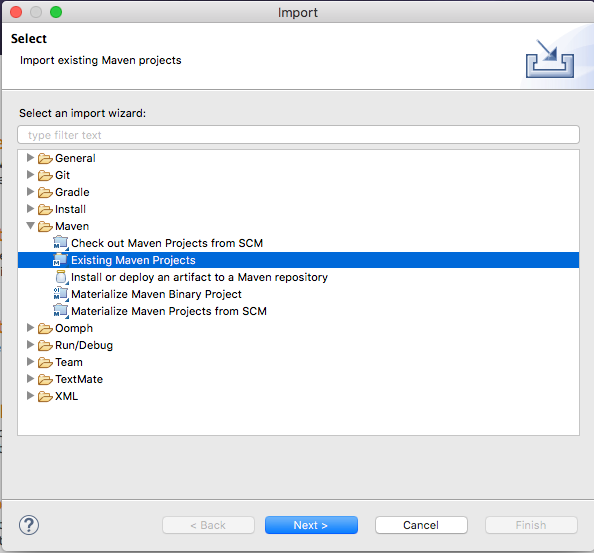 Import
Select
Import existing Maven projects
Select an import wizard:
type filter text
General
Git
Gradle
Install
Maven
Check out Maven Projects from SCM
Existing Maven Projects
Install or deploy an artifact to a Maven repository
Materialize Maven Binary Project
Materialize Maven Projects from SCM
Oomph
Run/Debug
Team
TextMate
XML
?
< Back
Next >
Cancel
Finish